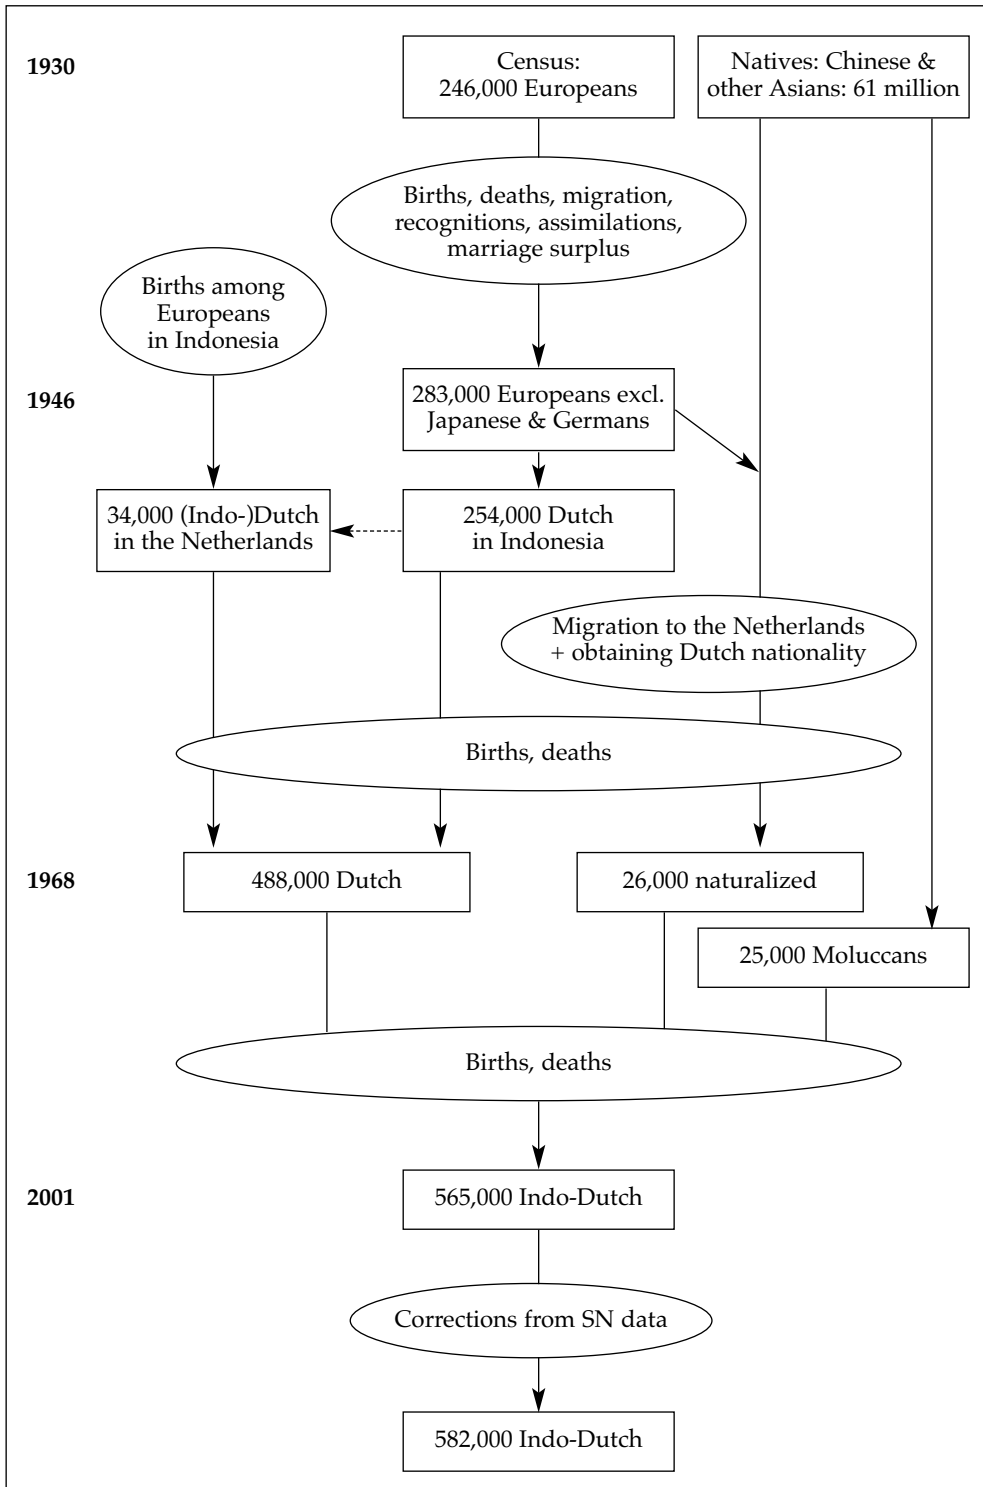 1930
Census:
246,000 Europeans
Natives: Chinese &
other Asians: 61 million
Births, deaths, migration,
recognitions, assimilations,
marriage surplus
Births among
Europeans
in Indonesia
1946
283,000 Europeans excl.
Japanese & Germans
34,000 (Indo-)Dutch
in the Netherlands
254,000 Dutch
in Indonesia
Migration to the Netherlands
+ obtaining Dutch nationality
Births, deaths
1968
488,000 Dutch
26,000 naturalized
25,000 Moluccans
Births, deaths
2001
565,000 Indo-Dutch
Corrections from SN data
582,000 Indo-Dutch